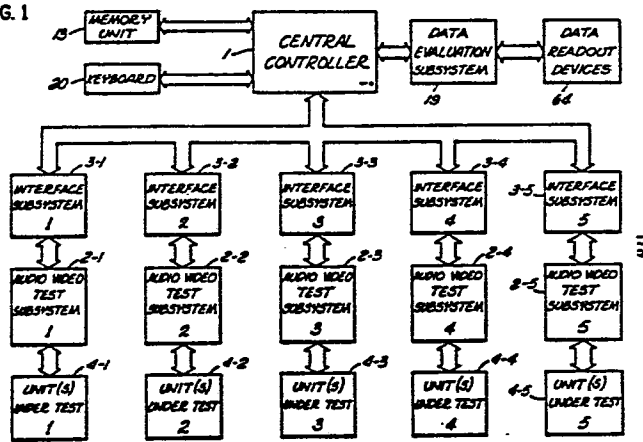 G. 1
13
MEMORY
UNIT
20
KEYBOARD
1
CENTRAL
CONTROLLER
DATA
EVALUATION
SUBSYSTEM
19
DATA
READOUT
DEVICES
64
3-1
INTERFACE
SUBSYSTEM
1
3-2
INTERFACE
SUBSYSTEM
2
3-3
INTERFACE
SUBSYSTEM
3
3-4
INTERFACE
SUBSYSTEM
4
3-5
INTERFACE
SUBSYSTEM
5
2-1
AUDIO VIDEO
TEST
SUBSYSTEM
1
2-2
AUDIO VIDEO
TEST
SUBSYSTEM
2
2-3
AUDIO VIDEO
TEST
SUBSYSTEM
3
2-4
AUDIO VIDEO
TEST
SUBSYSTEM
4
2-5
AUDIO VIDEO
TEST
SUBSYSTEM
5
4-1
UNIT(S)
UNDER TEST
1
4-2
UNIT(S)
UNDER TEST
2
4-3
UNIT(S)
UNDER TEST
3
4-4
UNIT(S)
UNDER TEST
4
4-5
UNIT(S)
UNDER TEST
5